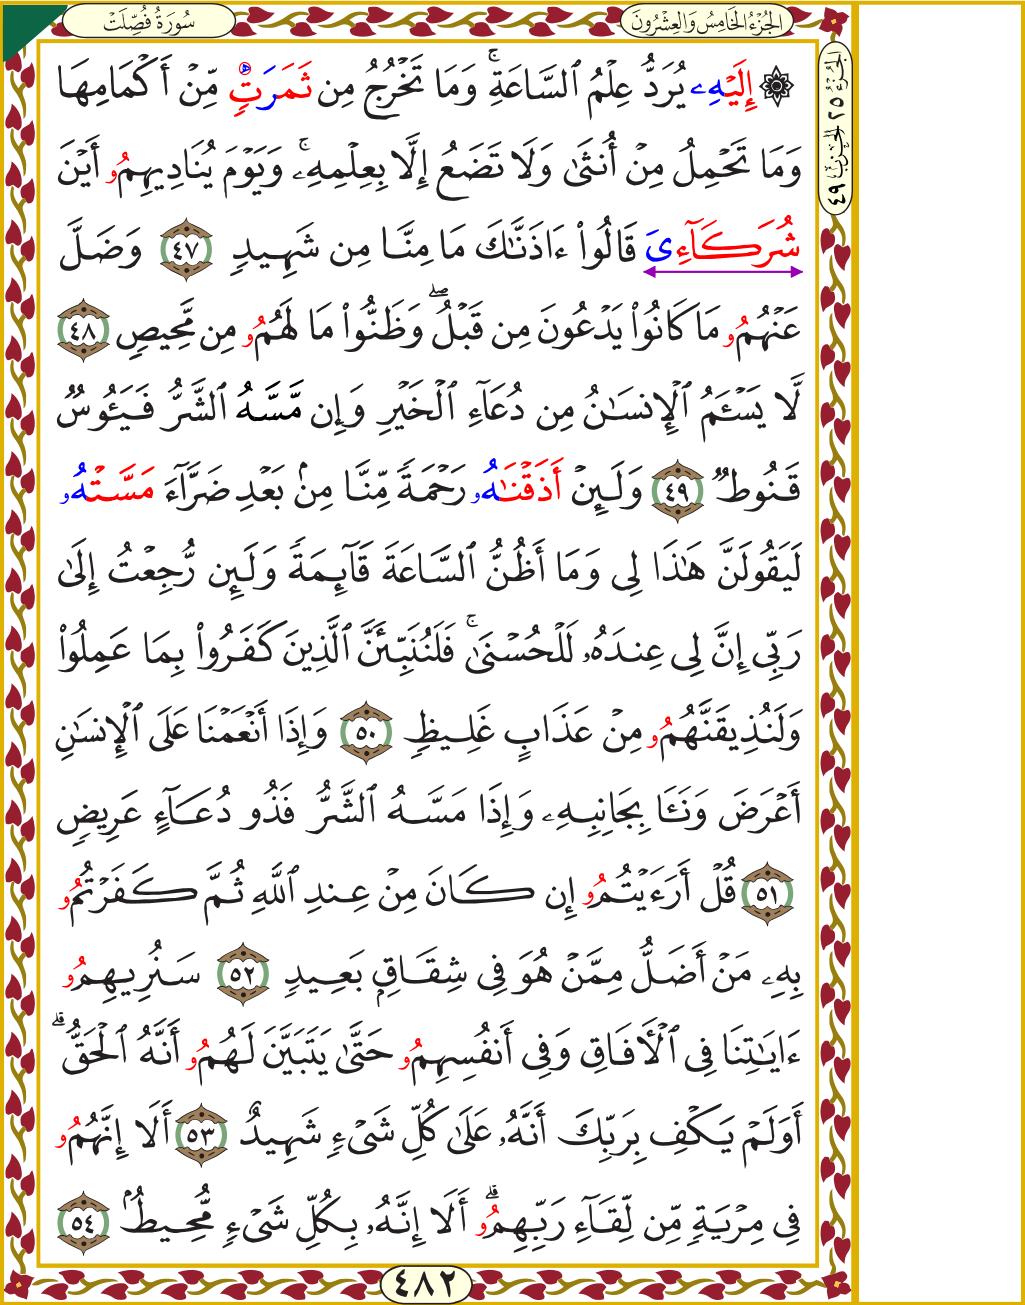 سُورَةُ فُصِّلَتْ
الجُزْءُ الخَامِسُ وَالعِشْرُونَ
الجُزْءُ ٢٥ الحِزْبُ ٤٩
۞ إِلَيۡهِۦ يُرَدُّ عِلۡمُ ٱلسَّاعَةِۚ وَمَا تَخۡرُجُ مِن ثَمَرَتٖ مِّنۡ أَكۡمَامِهَا
وَمَا تَحۡمِلُ مِنۡ أُنثَىٰ وَلَا تَضَعُ إِلَّا بِعِلۡمِهِۦۚ وَيَوۡمَ يُنَادِيهِمُۥ أَيۡنَ
شُرَكَآءِىَ قَالُواْ ءَاذَنَّٰكَ مَا مِنَّا مِن شَهِيدٖ ٤٧ وَضَلَّ
عَنۡهُمُۥ مَا كَانُواْ يَدۡعُونَ مِن قَبۡلُۖ وَظَنُّواْ مَا لَهُمُۥ مِن مَّحِيصٖ ٤٨
لَّا يَسۡـَٔمُ ٱلۡإِنسَٰنُ مِن دُعَآءِ ٱلۡخَيۡرِ وَإِن مَّسَّهُ ٱلشَّرُّ فَيَـُٔوسٞ
قَنُوطٞ ٤٩ وَلَئِنۡ أَذَقۡنَٰهُۥ رَحۡمَةٗ مِّنَّا مِنۢ بَعۡدِ ضَرَّآءَ مَسَّتۡهُۥ
لَيَقُولَنَّ هَٰذَا لِى وَمَآ أَظُنُّ ٱلسَّاعَةَ قَآئِمَةٗ وَلَئِن رُّجِعۡتُ إِلَىٰ
رَبِّى إِنَّ لِى عِندَهُۥ لَلۡحُسۡنَىٰۚ فَلَنُنَبِّئَنَّ ٱلَّذِينَ كَفَرُواْ بِمَا عَمِلُواْ
وَلَنُذِيقَنَّهُمُۥ مِنۡ عَذَابٍ غَلِيظٖ ٥٠ وَإِذَا أَنۡعَمۡنَا عَلَى ٱلۡإِنسَٰنِ
أَعۡرَضَ وَنَـَٔا بِجَانِبِهِۦ وَإِذَا مَسَّهُ ٱلشَّرُّ فَذُو دُعَآءٍ عَرِيضٖ
٥١ قُلۡ أَرَءَيۡتُمُۥ إِن كَانَ مِنۡ عِندِ ٱللَّهِ ثُمَّ كَفَرۡتُمُۥ
بِهِۦ مَنۡ أَضَلُّ مِمَّنۡ هُوَ فِى شِقَاقِۭ بَعِيدٖ ٥٢ سَنُرِيهِمُۥ
ءَايَٰتِنَا فِى ٱلۡأٓفَاقِ وَفِى أَنفُسِهِمُۥ حَتَّىٰ يَتَبَيَّنَ لَهُمُۥ أَنَّهُ ٱلۡحَقُّۗ
أَوَلَمۡ يَكۡفِ بِرَبِّكَ أَنَّهُۥ عَلَىٰ كُلِّ شَىۡءٖ شَهِيدٌ ٥٣ أَلَا إِنَّهُمُۥ
فِى مِرۡيَةٖ مِّن لِّقَآءِ رَبِّهِمُۥۗ أَلَا إِنَّهُۥ بِكُلِّ شَىۡءٖ مُّحِيطُۢ ٥٤
٤٨٢